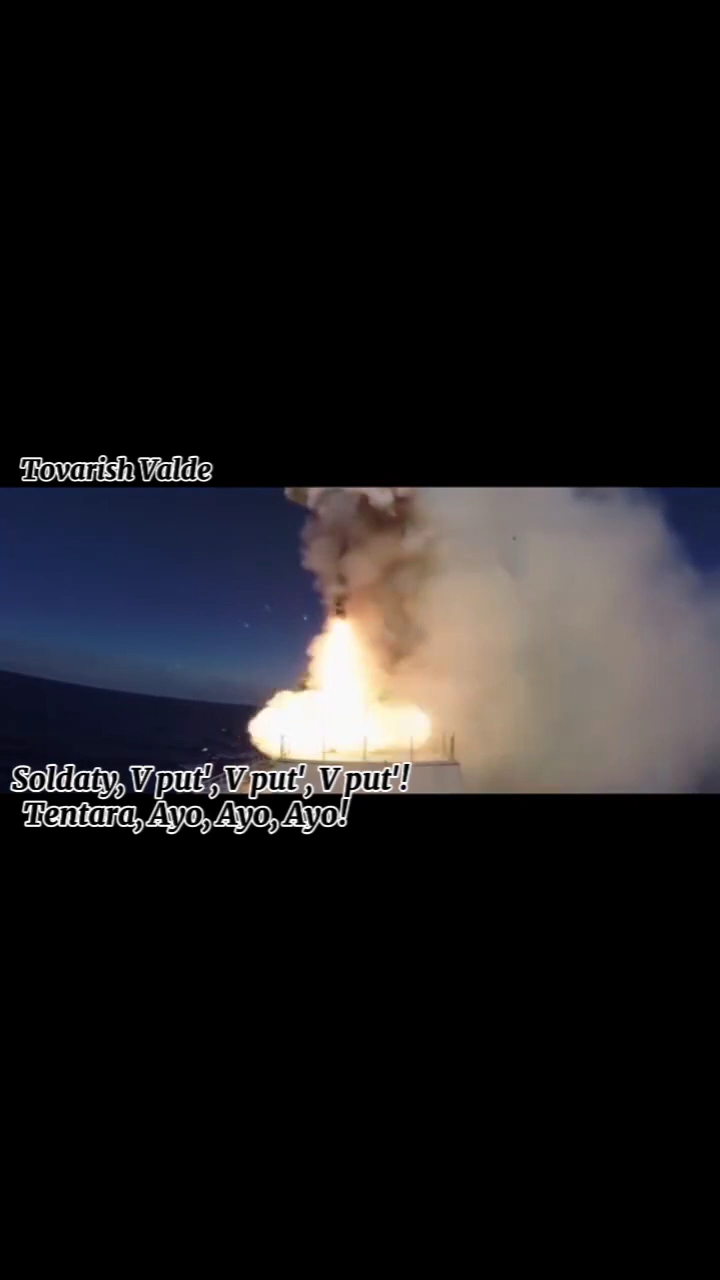 Tovarish Valde
Soldaty, V put', V put', V put'!
Tentara, Ayo, Ayo, Ayo!